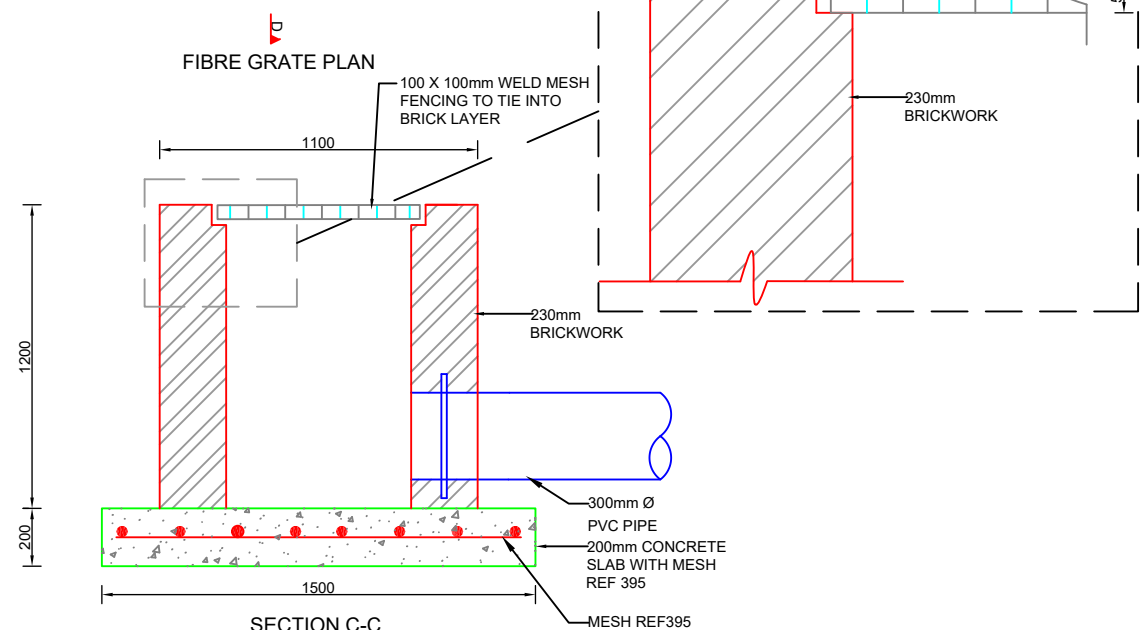 D
FIBRE GRATE PLAN
100 X 100mm WELD MESH
FENCING TO TIE INTO
BRICK LAYER
230mm
BRICKWORK
1100
1200
230mm
BRICKWORK
300mm Ø
PVC PIPE
200mm CONCRETE
SLAB WITH MESH
REF 395
200
1500
MESH REF395
SECTION C-C